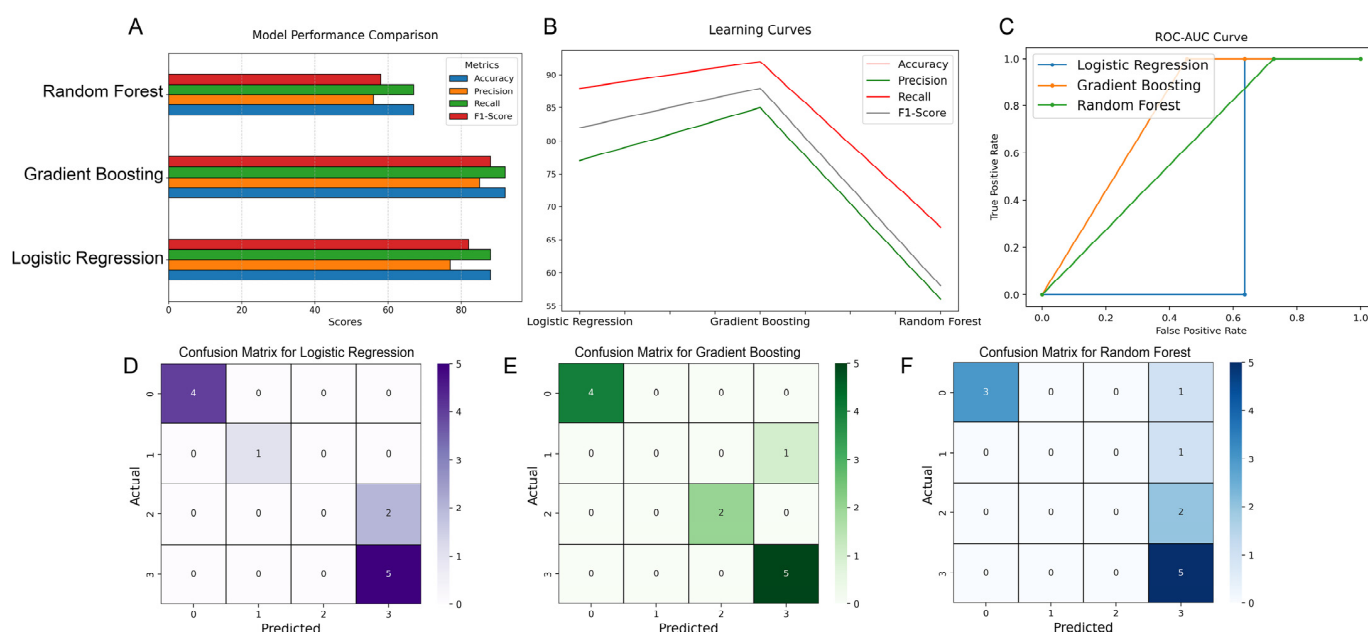 A
Model Performance Comparison
Metrics
Accuracy
Precision
Recall
F1-Score
Random Forest
Gradient Boosting
Logistic Regression
0 20 40 60 80
Scores
B
Learning Curves
Accuracy
Precision
Recall
F1-Score
90
85
80
75
70
65
60
55
Logistic Regression Gradient Boosting Random Forest
C
ROC-AUC Curve
Logistic Regression
Gradient Boosting
Random Forest
True Positive Rate
1.0
0.8
0.6
0.4
0.2
0.0
0.0 0.2 0.4 0.6 0.8 1.0
False Positive Rate
D
Confusion Matrix for Logistic Regression
Actual
0 4 0 0 0
1 0 1 0 0
2 0 0 0 2
3 0 0 0 5
0 1 2 3
Predicted
5
4
3
2
1
0
E
Confusion Matrix for Gradient Boosting
Actual
0 4 0 0 0
1 0 0 0 1
2 0 0 2 0
3 0 0 0 5
0 1 2 3
Predicted
5
4
3
2
1
0
F
Confusion Matrix for Random Forest
Actual
0 3 0 0 1
1 0 0 0 1
2 0 0 0 2
3 0 0 0 5
0 1 2 3
Predicted
5
4
3
2
1
0